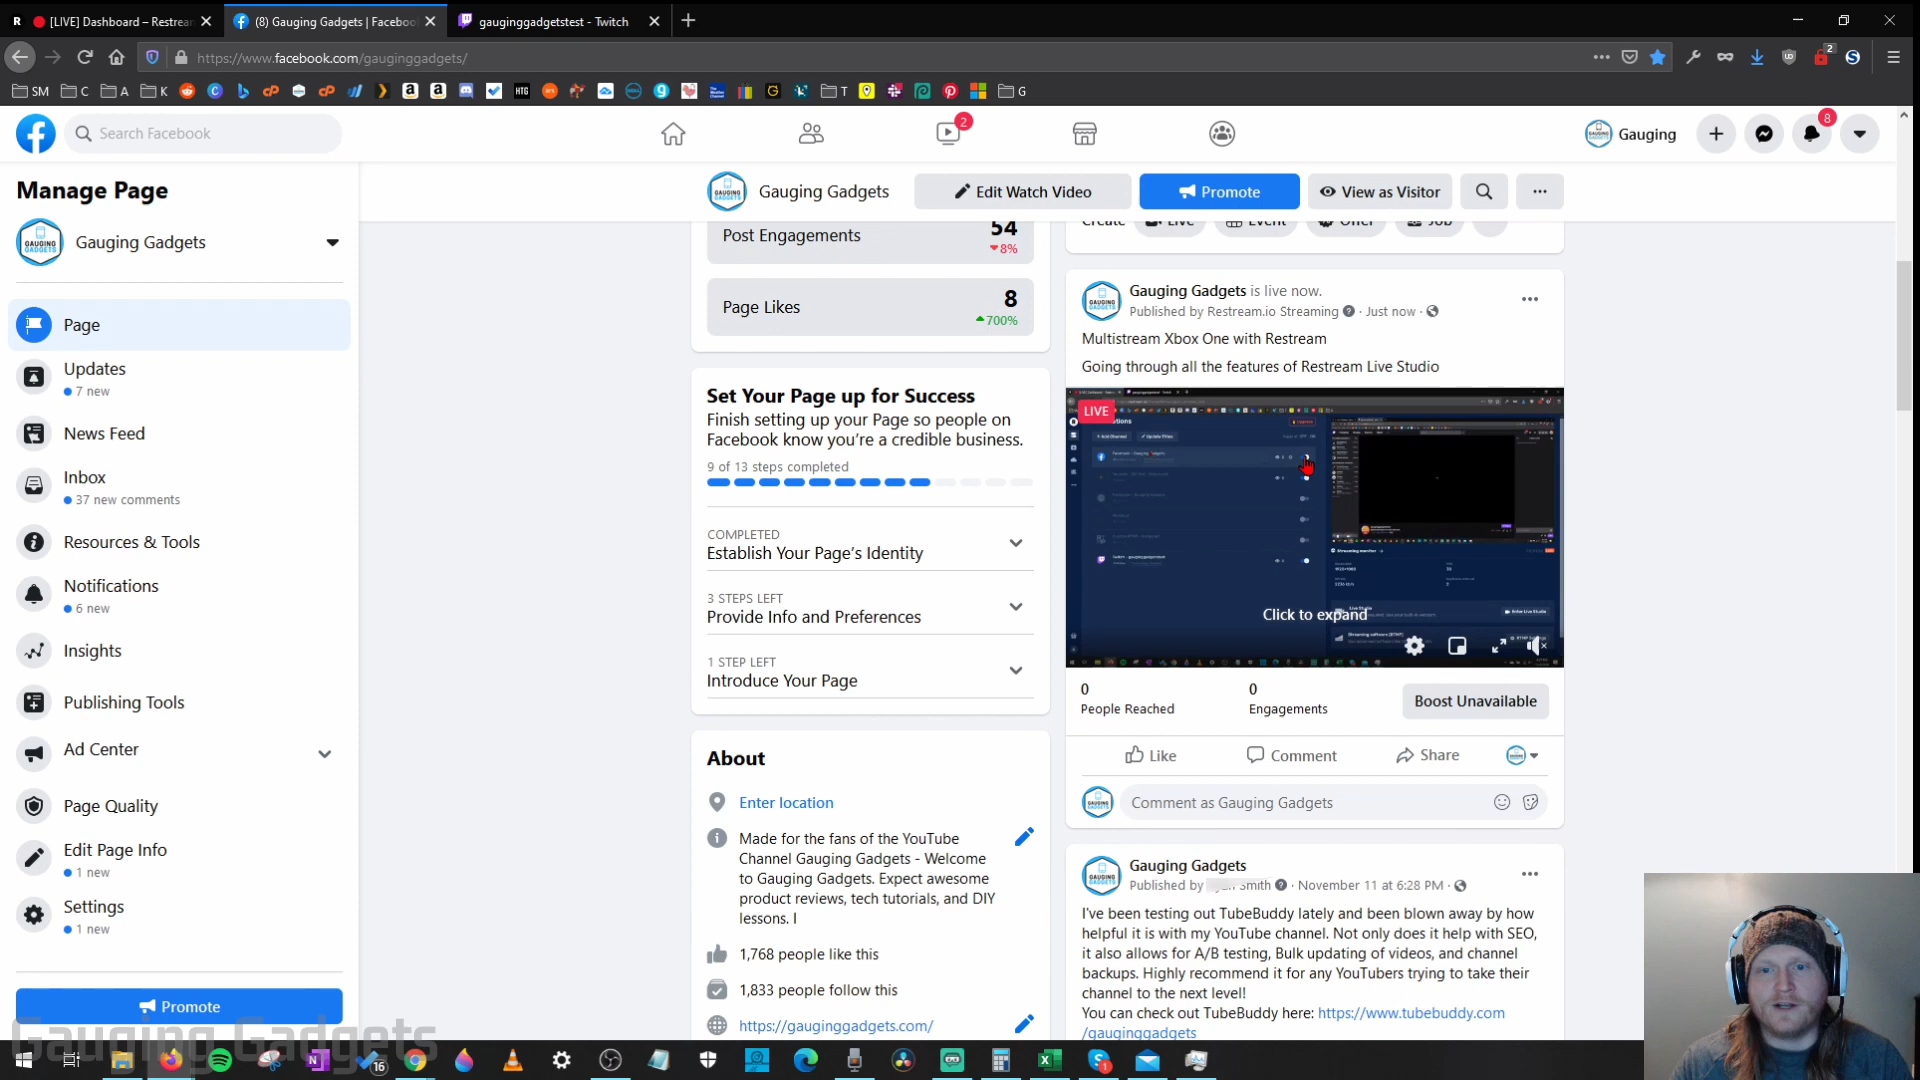 [LIVE] Dashboard – Restream
(8) Gauging Gadgets | Facebook
gauginggadgetstest - Twitch
https://www.facebook.com/gauginggadgets/
2
SM
C
A
K
T
G
Search Facebook
2
Gauging
8
Manage Page
Gauging Gadgets
Edit Watch Video
Promote
View as Visitor
Gauging Gadgets
Page
Updates
7 new
News Feed
Inbox
37 new comments
Resources & Tools
Notifications
6 new
Insights
Publishing Tools
Ad Center
Page Quality
Edit Page Info
1 new
Settings
1 new
Promote
Post Engagements
54
8%
Page Likes
8
700%
Set Your Page up for Success
Finish setting up your Page so people on
Facebook know you’re a credible business.
9 of 13 steps completed
COMPLETED
Establish Your Page’s Identity
3 STEPS LEFT
Provide Info and Preferences
1 STEP LEFT
Introduce Your Page
About
Enter location
Made for the fans of the YouTube
Channel Gauging Gadgets - Welcome
to Gauging Gadgets. Expect awesome
product reviews, tech tutorials, and DIY
lessons. I
1,768 people like this
1,833 people follow this
https://gauginggadgets.com/
Create
Live
Event
Offer
Job
Gauging Gadgets is live now.
Published by Restream.io Streaming · Just now ·
Multistream Xbox One with Restream
Going through all the features of Restream Live Studio
LIVE
Click to expand
0
People Reached
0
Engagements
Boost Unavailable
Like
Comment
Share
Comment as Gauging Gadgets
Gauging Gadgets
Published by Smith · November 11 at 6:28 PM ·
I've been testing out TubeBuddy lately and been blown away by how
helpful it is with my YouTube channel. Not only does it help with SEO,
it also allows for A/B testing, Bulk updating of videos, and channel
backups. Highly recommend it for any YouTubers trying to take their
channel to the next level!
You can check out TubeBuddy here: https://www.tubebuddy.com
/gauginggadgets
Gauging Gadgets
16
1